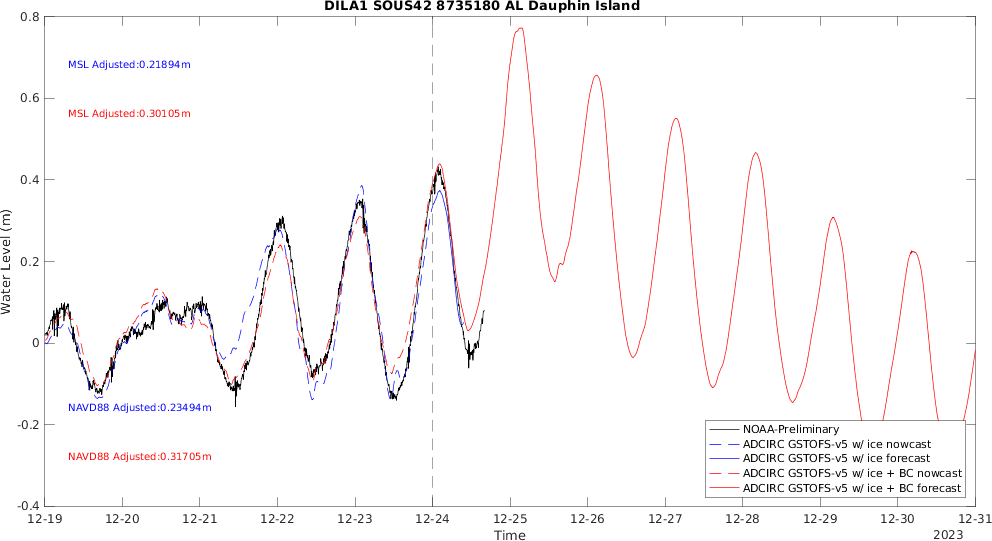 DILA1 SOUS42 8735180 AL Dauphin Island
0.8
MSL Adjusted:0.21894m
0.6
MSL Adjusted:0.30105m
0.4
Water Level (m)
0.2
0
NAVD88 Adjusted:0.23494m
-0.2
NAVD88 Adjusted:0.31705m
-0.4
NOAA-Preliminary
ADCIRC GSTOFS-v5 w/ ice nowcast
ADCIRC GSTOFS-v5 w/ ice forecast
ADCIRC GSTOFS-v5 w/ ice + BC nowcast
ADCIRC GSTOFS-v5 w/ ice + BC forecast
12-19 12-20 12-21 12-22 12-23 12-24 12-25 12-26 12-27 12-28 12-29 12-30 12-31
Time
2023